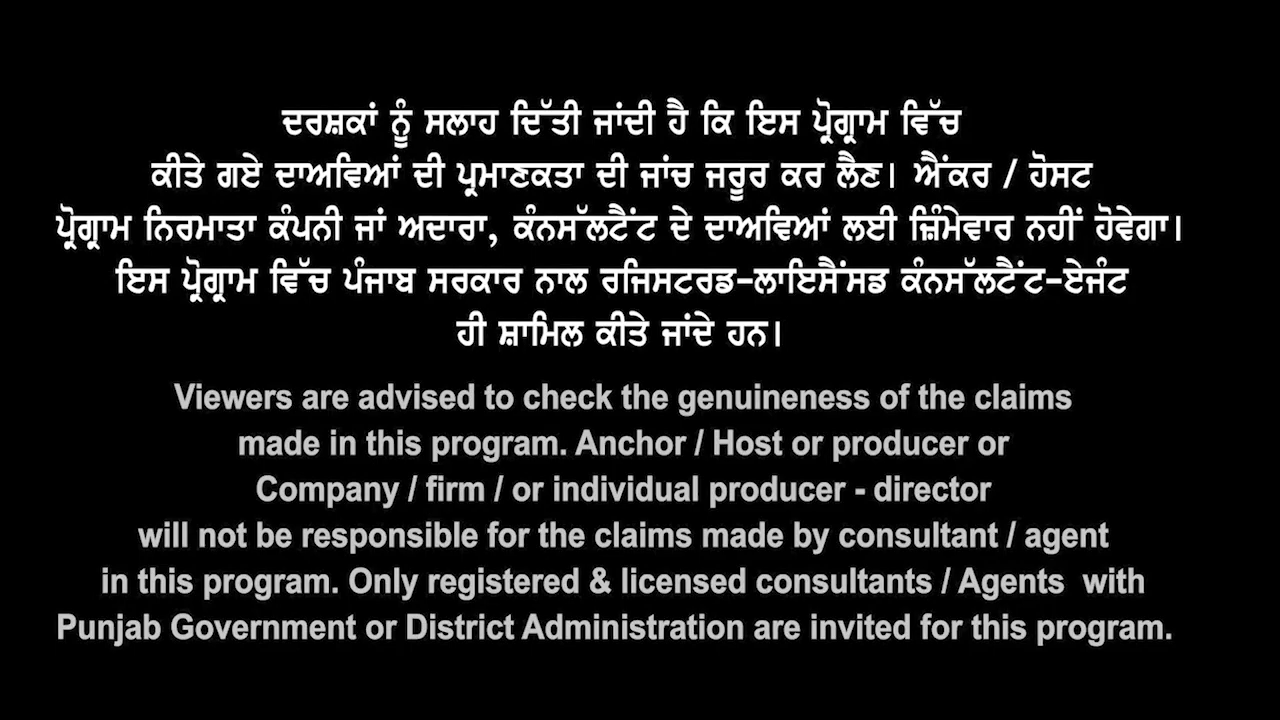 ਦਰਸ਼ਕਾਂ ਨੂੰ ਸਲਾਹ ਦਿੱਤੀ ਜਾਂਦੀ ਹੈ ਕਿ ਇਸ ਪ੍ਰੋਗ੍ਰਾਮ ਵਿੱਚ
ਕੀਤੇ ਗਏ ਦਾਅਵਿਆਂ ਦੀ ਪ੍ਰਮਾਣਕਤਾ ਦੀ ਜਾਂਚ ਜਰੂਰ ਕਰ ਲੈਣ। ਐਂਕਰ / ਹੋਸਟ
ਪ੍ਰੋਗ੍ਰਾਮ ਨਿਰਮਾਤਾ ਕੰਪਨੀ ਜਾਂ ਅਦਾਰਾ, ਕੰਨਸੱਲਟੈਂਟ ਦੇ ਦਾਅਵਿਆਂ ਲਈ ਜ਼ਿੰਮੇਵਾਰ ਨਹੀਂ ਹੋਵੇਗਾ।
ਇਸ ਪ੍ਰੋਗ੍ਰਾਮ ਵਿੱਚ ਪੰਜਾਬ ਸਰਕਾਰ ਨਾਲ ਰਜਿਸਟਰਡ-ਲਾਇਸੈਂਸਡ ਕੰਨਸੱਲਟੈਂਟ-ਏਜੰਟ
ਹੀ ਸ਼ਾਮਿਲ ਕੀਤੇ ਜਾਂਦੇ ਹਨ।
Viewers are advised to check the genuineness of the claims
made in this program. Anchor / Host or producer or
Company / firm / or individual producer - director
will not be responsible for the claims made by consultant / agent
in this program. Only registered & licensed consultants / Agents  with
Punjab Government or District Administration are invited for this program.